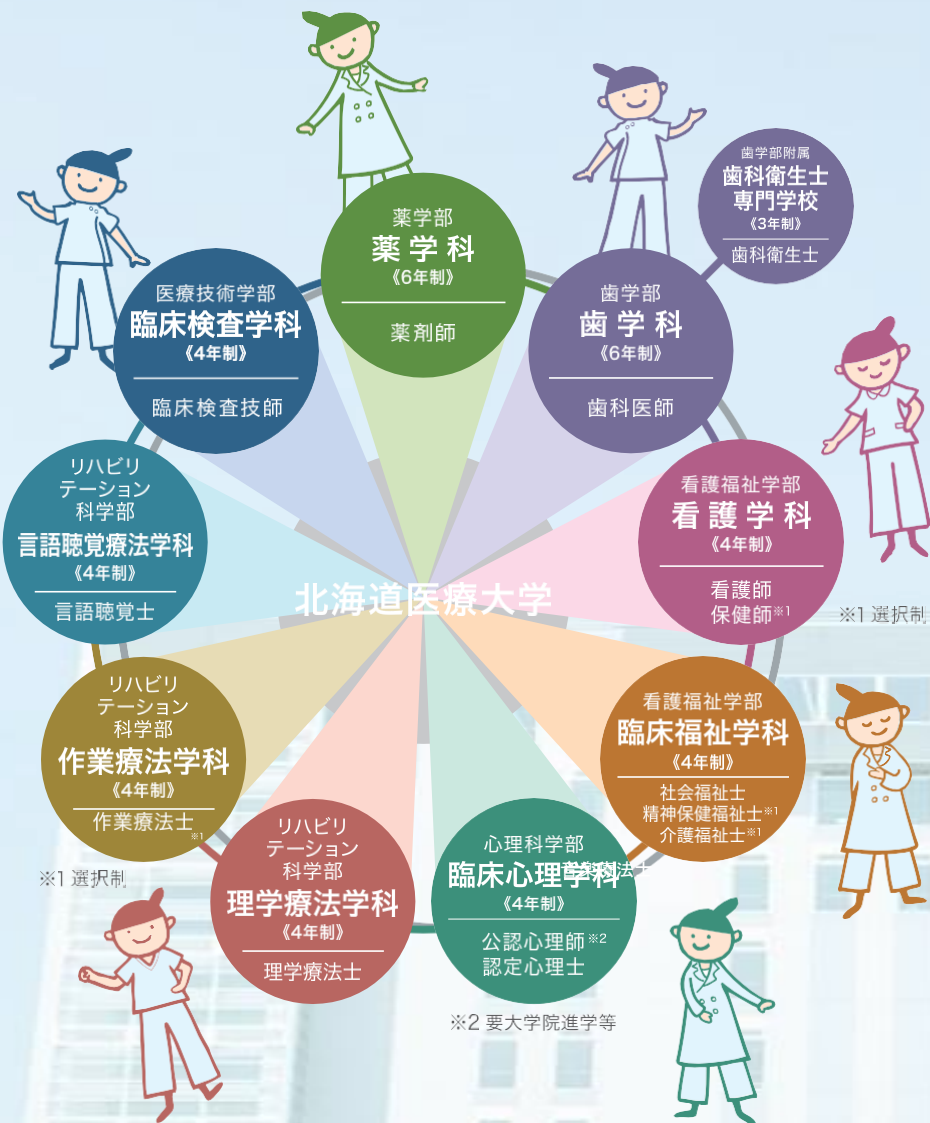 薬学部
薬学科
《6年制》
薬剤師
歯学部附属
歯科衛生士
専門学校
《3年制》
歯科衛生士
歯学部
歯学科
《6年制》
歯科医師
医療技術学部
臨床検査学科
《4年制》
臨床検査技師
リハビリ
テーション
科学部
言語聴覚療法学科
《4年制》
言語聴覚士
看護福祉学部
看護学科
《4年制》
看護師
保健師※1
※1 選択制
北海道医療大学
リハビリ
テーション
科学部
作業療法学科
《4年制》
作業療法士
※1
※1 選択制
看護福祉学部
臨床福祉学科
《4年制》
社会福祉士
精神保健福祉士※1
介護福祉士※1
リハビリ
テーション
科学部
理学療法学科
《4年制》
理学療法士
心理科学部
臨床心理学科
《4年制》
公認心理師※2
認定心理士
※2 要大学院進学等